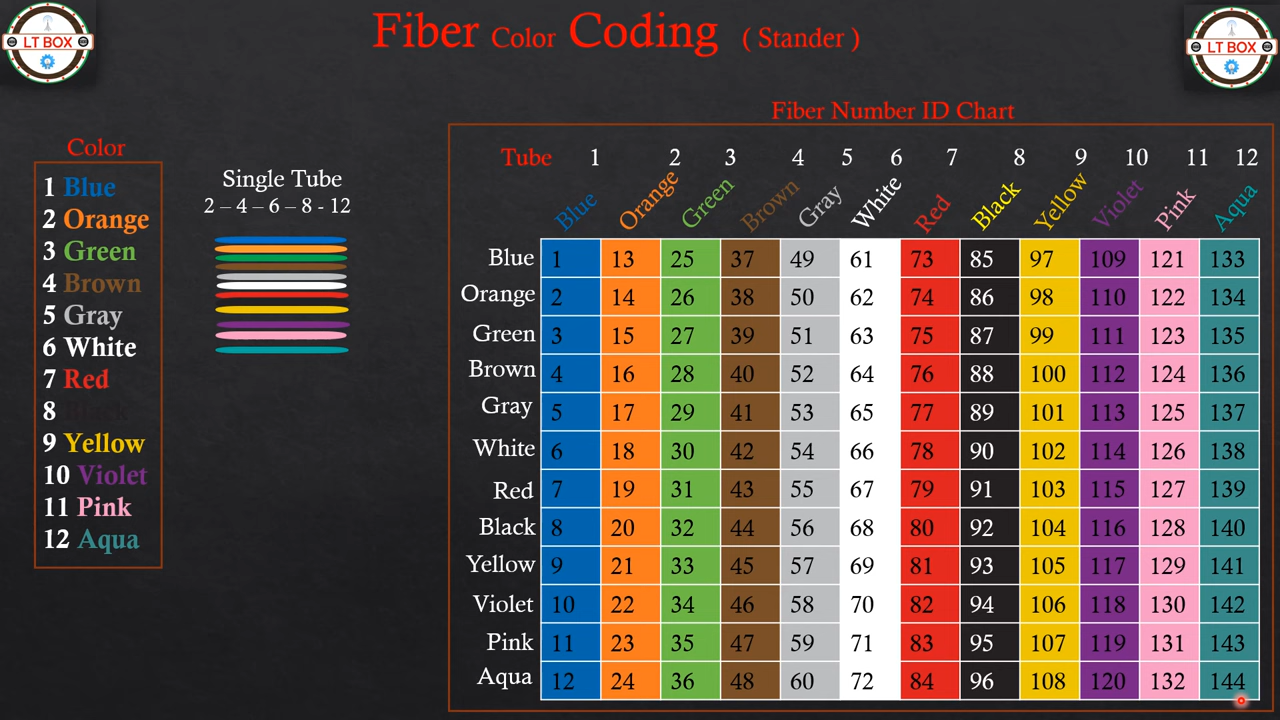 LT BOX
Fiber Color Coding ( Stander )
LT BOX
Fiber Number ID Chart
Color
1 Blue
2 Orange
3 Green
4 Brown
5 Gray
6 White
7 Red
8 Black
9 Yellow
10 Violet
11 Pink
12 Aqua
Single Tube
2 – 4 – 6 – 8 - 12
Tube 1 2 3 4 5 6 7 8 9 10 11 12
Blue Orange Green Brown Gray White Red Black Yellow Violet Pink Aqua
Blue 1 13 25 37 49 61 73 85 97 109 121 133
Orange 2 14 26 38 50 62 74 86 98 110 122 134
Green 3 15 27 39 51 63 75 87 99 111 123 135
Brown 4 16 28 40 52 64 76 88 100 112 124 136
Gray 5 17 29 41 53 65 77 89 101 113 125 137
White 6 18 30 42 54 66 78 90 102 114 126 138
Red 7 19 31 43 55 67 79 91 103 115 127 139
Black 8 20 32 44 56 68 80 92 104 116 128 140
Yellow 9 21 33 45 57 69 81 93 105 117 129 141
Violet 10 22 34 46 58 70 82 94 106 118 130 142
Pink 11 23 35 47 59 71 83 95 107 119 131 143
Aqua 12 24 36 48 60 72 84 96 108 120 132 144